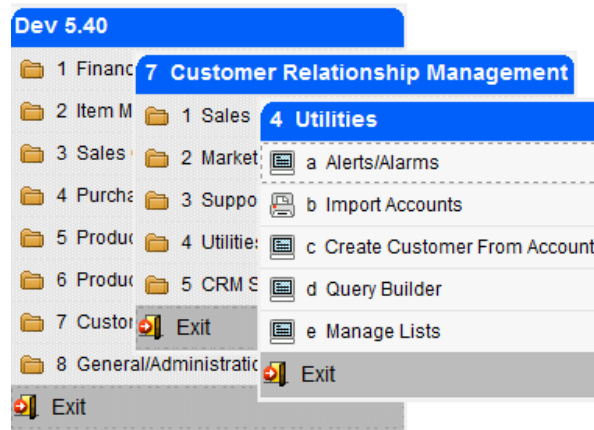 Dev 5.40
1 Financ
2 Item M
3 Sales
4 Purcha
5 Produc
6 Produc
7 Custor
8 General/Administratic
Exit
7 Customer Relationship Management
1 Sales
2 Market
3 Suppo
4 Utilities
5 CRM S
Exit
4 Utilities
a Alerts/Alarms
b Import Accounts
c Create Customer From Account
d Query Builder
e Manage Lists
Exit